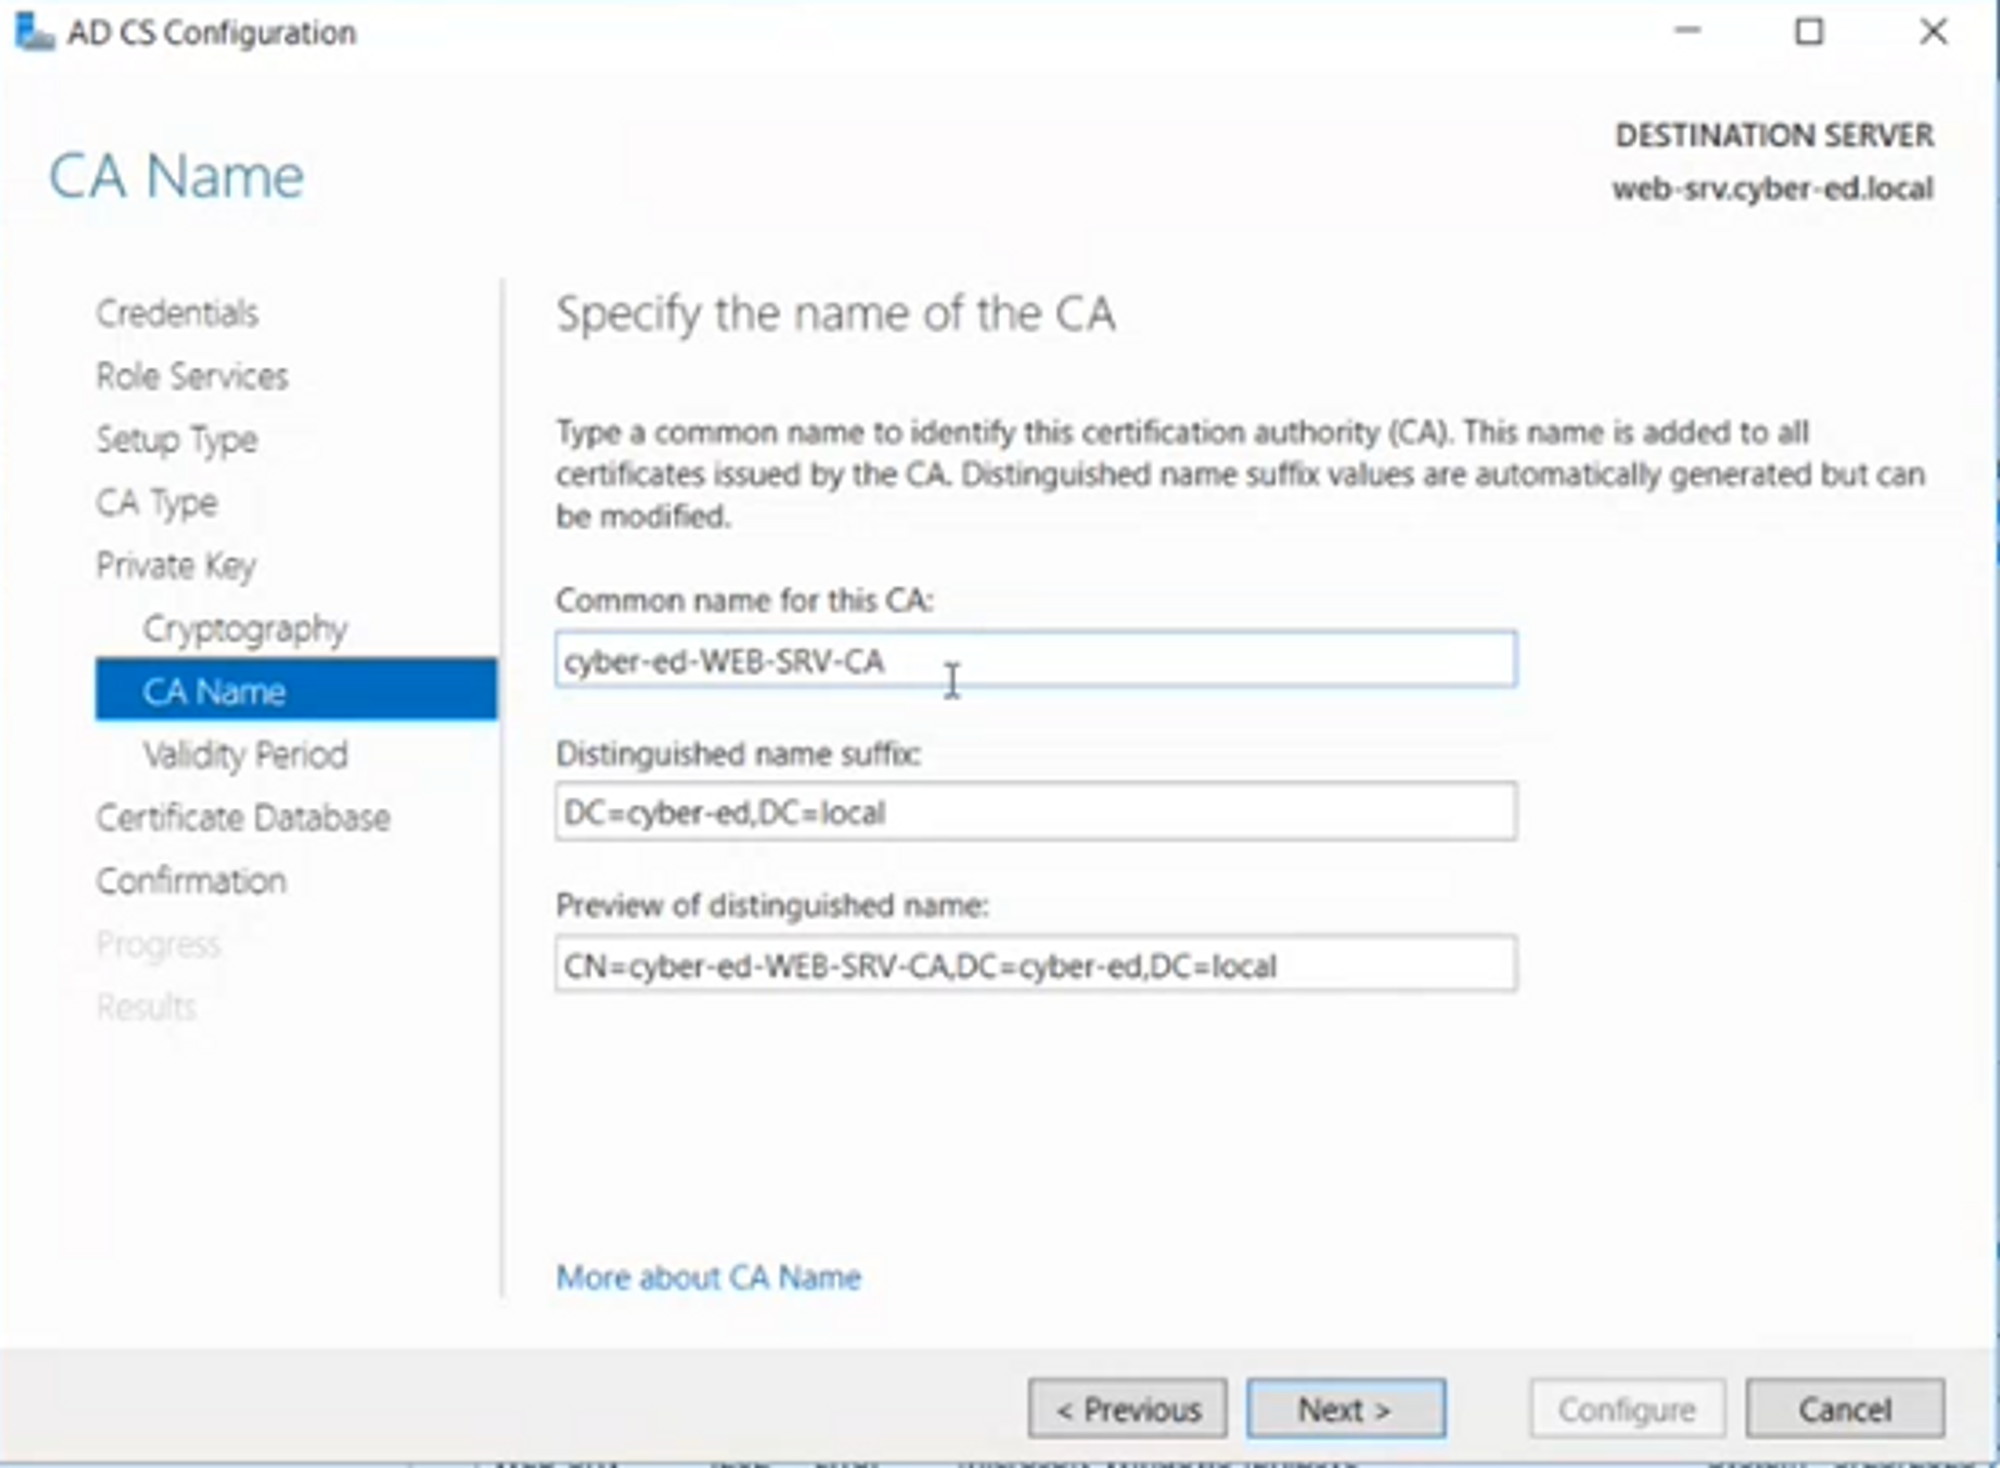 AD CS Configuration
CA Name
DESTINATION SERVER
web-srv.cyber-ed.local
Credentials
Role Services
Setup Type
CA Type
Private Key
Cryptography
CA Name
Validity Period
Certificate Database
Confirmation
Progress
Results
Specify the name of the CA
Type a common name to identify this certification authority (CA). This name is added to all
certificates issued by the CA. Distinguished name suffix values are automatically generated but can
be modified.
Common name for this CA:
cyber-ed-WEB-SRV-CA
Distinguished name suffix:
DC=cyber-ed,DC=local
Preview of distinguished name:
CN=cyber-ed-WEB-SRV-CA,DC=cyber-ed,DC=local
More about CA Name
< Previous
Next >
Configure
Cancel